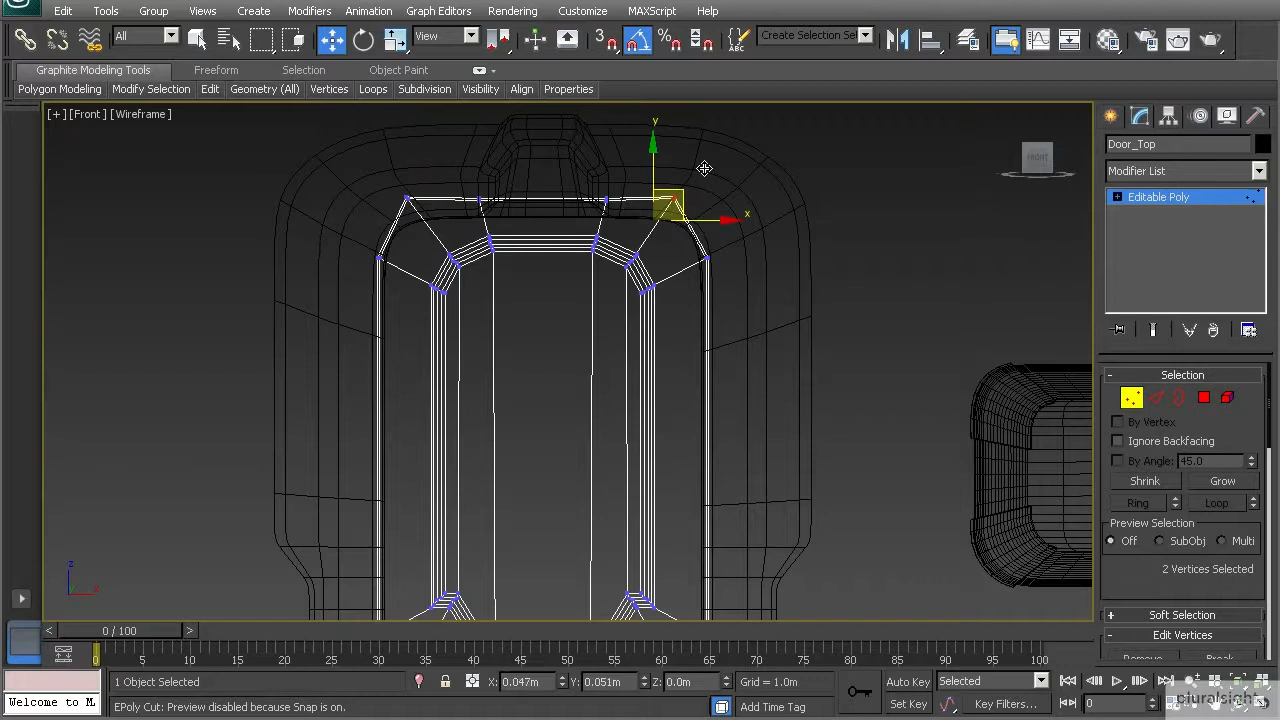 Edit Tools Group Views Create Modifiers Animation Graph Editors Rendering Customize MAXScript Help
All View 3 Create Selection Se
Graphite Modeling Tools Freeform Selection Object Paint
Polygon Modeling Modify Selection Edit Geometry (All) Vertices Loops Subdivision Visibility Align Properties
[+] [Front] [Wireframe]
y
x
FRONT
z
x
Door_Top
Modifier List
Editable Poly
- Selection
By Vertex
Ignore Backfacing
By Angle: 45.0
Shrink Grow
Ring Loop
Preview Selection
Off SubObj Multi
2 Vertices Selected
+ Soft Selection
- Edit Vertices
Remove Break
< 0 / 100 >
0 5 10 15 20 25 30 35 40 45 50 55 60 65 70 75 80 85 90 95 100
1 Object Selected X: 0.047m Y: 0.051m Z: 0.0m Grid = 1.0m Auto Key Selected
Welcome to M EPoly Cut: Preview disabled because Snap is on. Add Time Tag Set Key Key Filters... 0
pluralsight